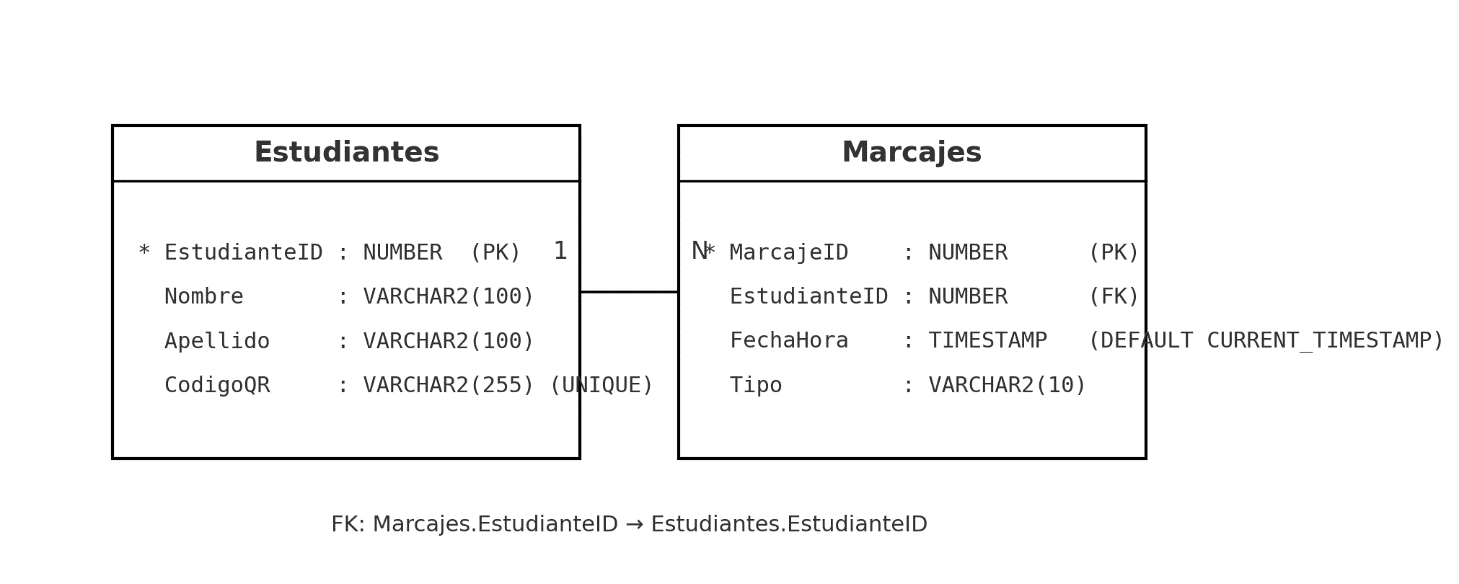 Estudiantes
* EstudianteID : NUMBER (PK) 1
Nombre : VARCHAR2(100)
Apellido : VARCHAR2(100)
CodigoQR : VARCHAR2(255) (UNIQUE)
Marcajes
N* MarcajeID : NUMBER (PK)
EstudianteID : NUMBER (FK)
FechaHora : TIMESTAMP (DEFAULT CURRENT_TIMESTAMP)
Tipo : VARCHAR2(10)
FK: Marcajes.EstudianteID → Estudiantes.EstudianteID